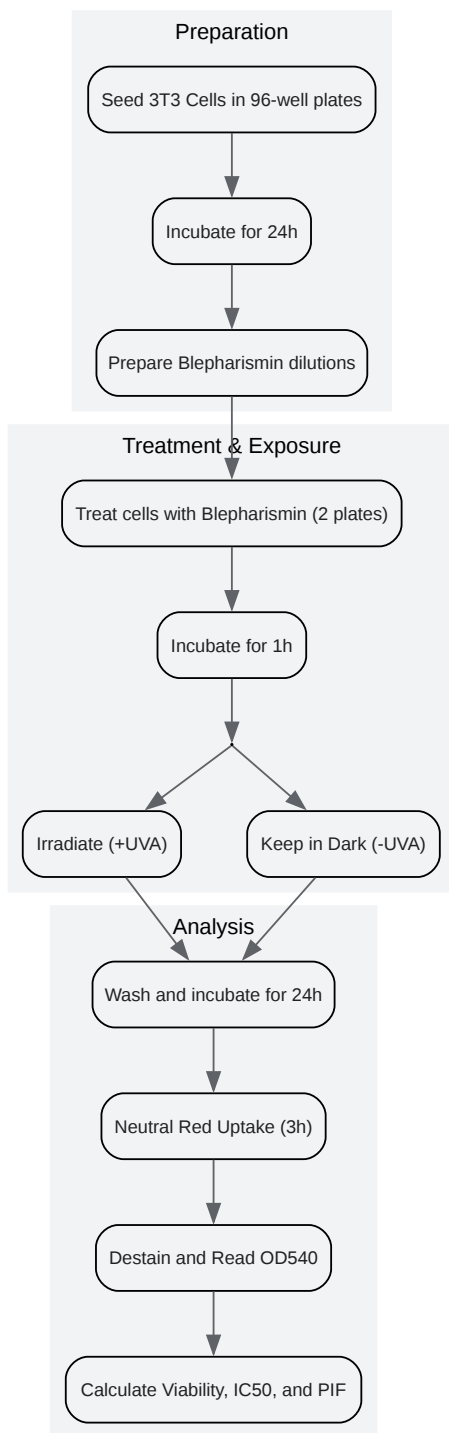 Preparation
Seed 3T3 Cells in 96-well plates
Incubate for 24h
Prepare Blepharismin dilutions
Treatment & Exposure
Treat cells with Blepharismin (2 plates)
Incubate for 1h
Irradiate (+UVA)
Keep in Dark (-UVA)
Analysis
Wash and incubate for 24h
Neutral Red Uptake (3h)
Destain and Read OD540
Calculate Viability, IC50, and PIF